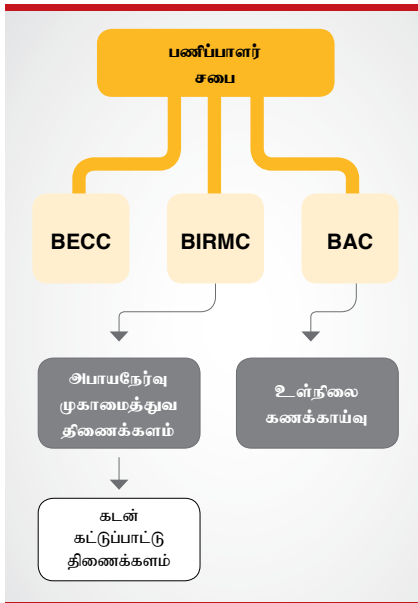 பணிப்பாளர்
சபை
BECC
BIRMC
BAC
அபாயநேர்வு
முகாமைத்துவ
திணைக்களம்
உள்நிலை
கணக்காய்வு
கடன்
கட்டுப்பாட்டு
திணைக்களம்